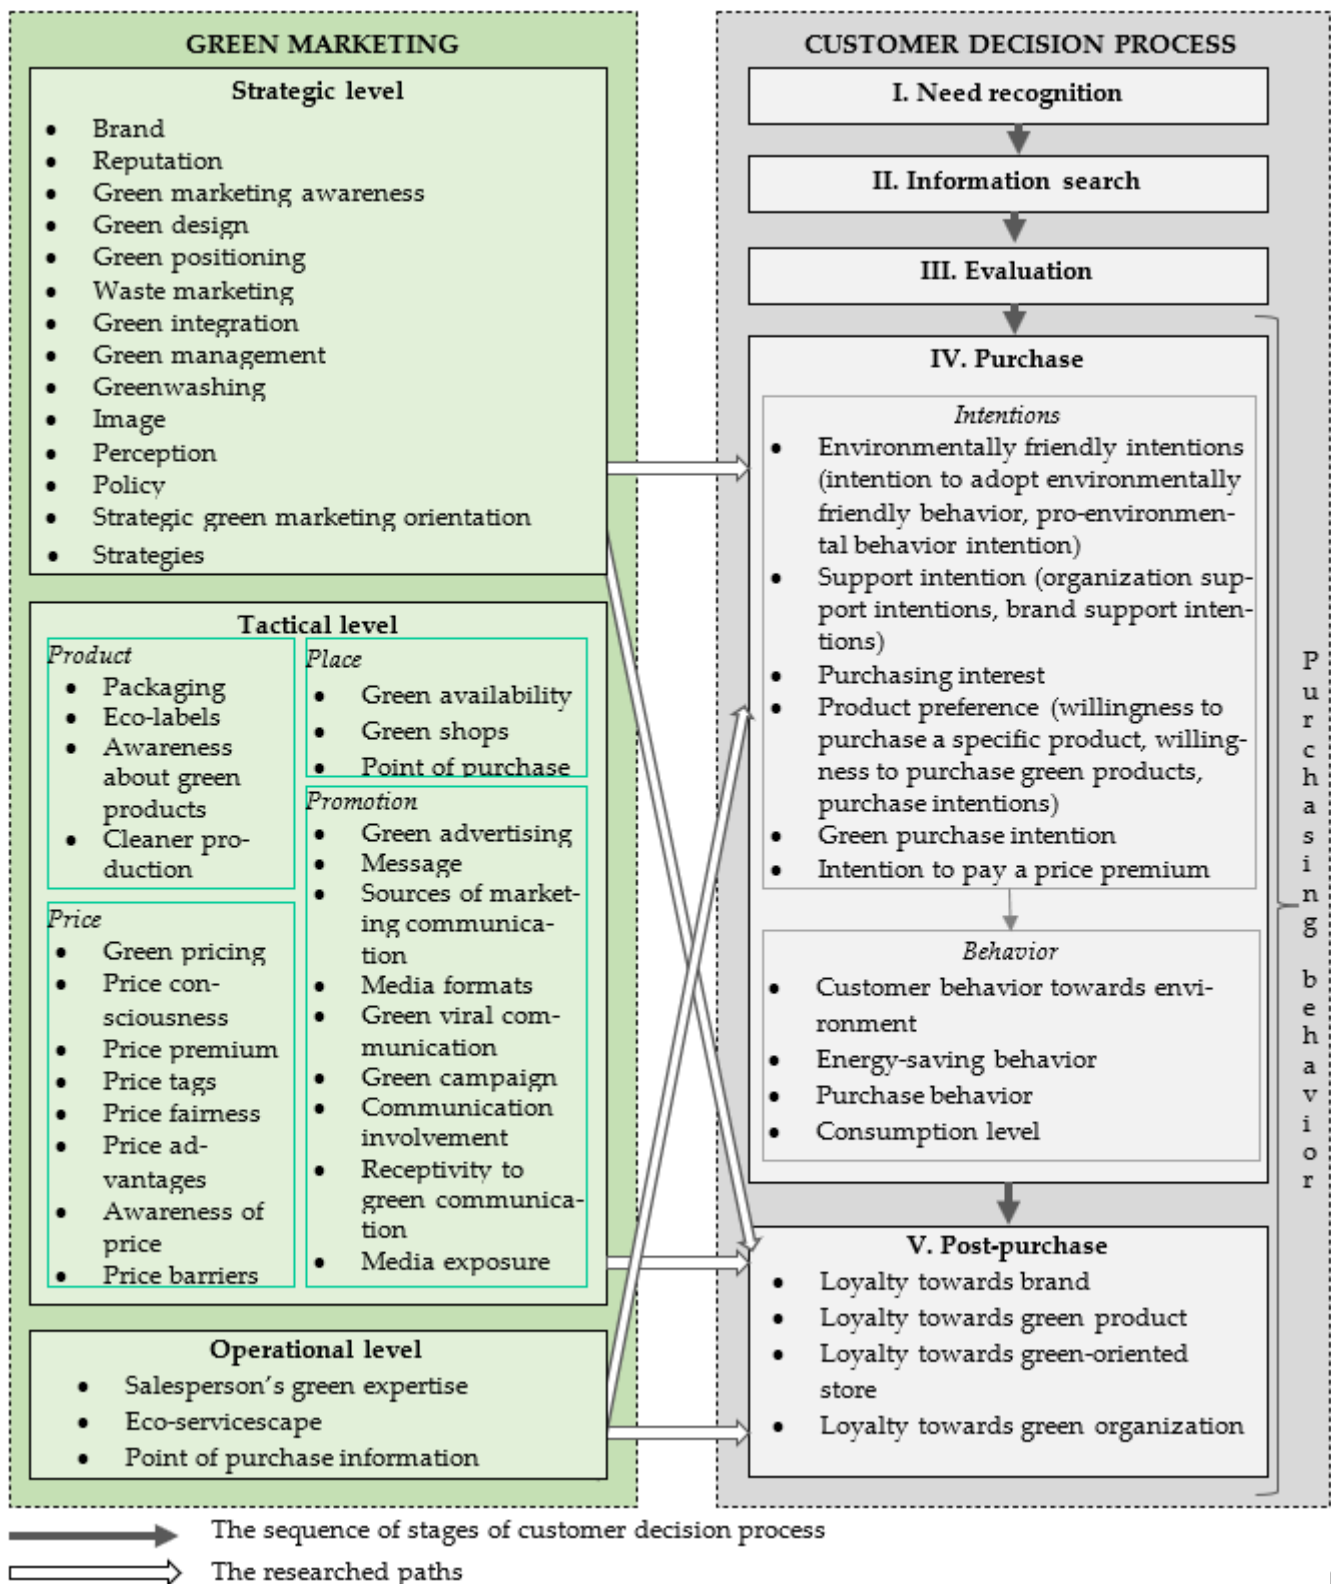 GREEN MARKETING
Strategic level
• Brand
• Reputation
• Green marketing awareness
• Green design
• Green positioning
• Waste marketing
• Green integration
• Green management
• Greenwashing
• Image
• Perception
• Policy
• Strategic green marketing orientation
• Strategies
Tactical level
Product
• Packaging
• Eco-labels
• Awareness
about green
products
• Cleaner pro-
duction
Price
• Green pricing
• Price con-
sciousness
• Price premium
• Price tags
• Price fairness
• Price ad-
vantages
• Awareness of
price
• Price barriers
Place
• Green availability
• Green shops
• Point of purchase
Promotion
• Green advertising
• Message
• Sources of market-
ing communica-
tion
• Media formats
• Green viral com-
munication
• Green campaign
• Communication
involvement
• Receptivity to
green communica-
tion
• Media exposure
Operational level
• Salesperson's green expertise
• Eco-servicescape
• Point of purchase information
CUSTOMER DECISION PROCESS
I. Need recognition
II. Information search
III. Evaluation
IV. Purchase
Intentions
• Environmentally friendly intentions
(intention to adopt environmentally
friendly behavior, pro-environmen-
tal behavior intention)
• Support intention (organization sup-
port intentions, brand support inten-
tions)
• Purchasing interest
• Product preference (willingness to
purchase a specific product, willing-
ness to purchase green products,
purchase intentions)
• Green purchase intention
• Intention to pay a price premium
Behavior
• Customer behavior towards envi-
ronment
• Energy-saving behavior
• Purchase behavior
• Consumption level
V. Post-purchase
• Loyalty towards brand
• Loyalty towards green product
• Loyalty towards green-oriented
store
• Loyalty towards green organization
Purchasing behavior
The sequence of stages of customer decision process
The researched paths